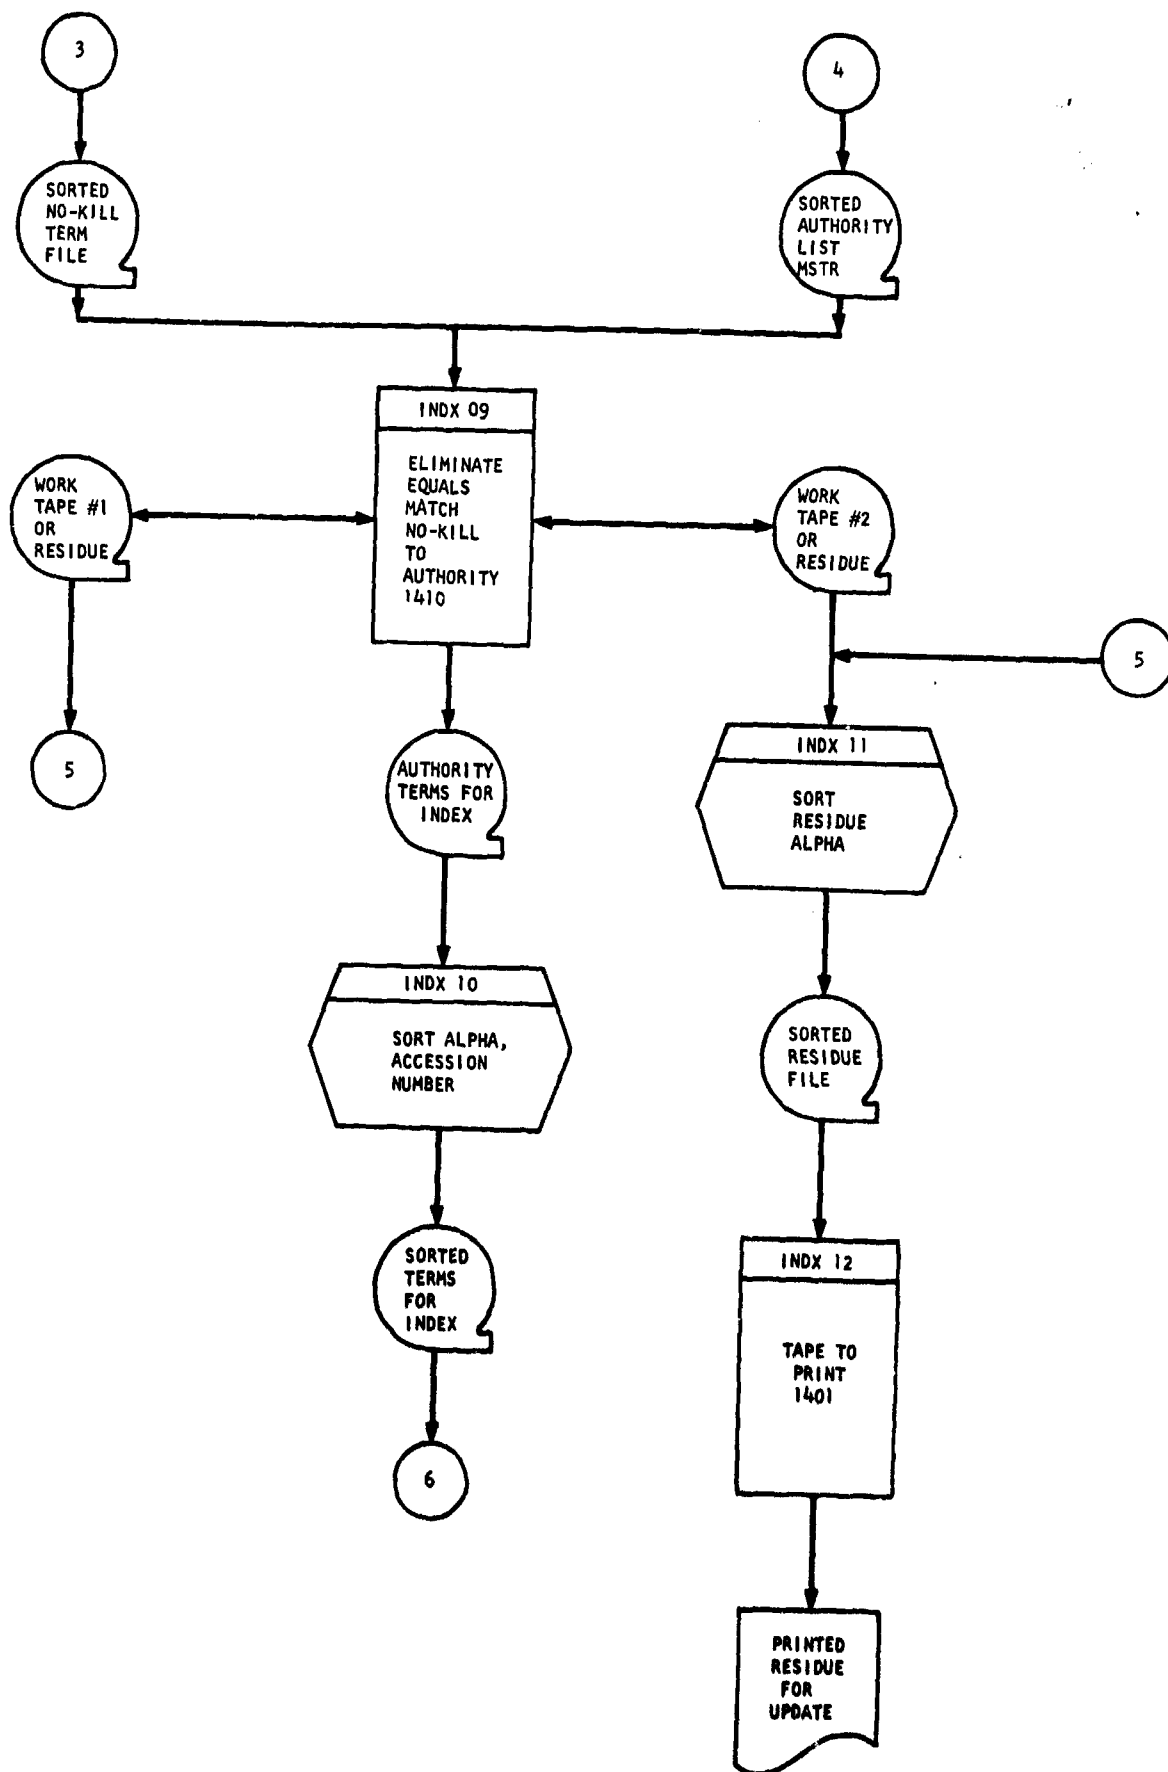 3
4
SORTED
NO-KILL
TERM
FILE
SORTED
AUTHORITY
LIST
MSTR
INDX 09
ELIMINATE
EQUALS
MATCH
NO-KILL
TO
AUTHORITY
1410
WORK
TAPE #1
OR
RESIDUE
WORK
TAPE #2
OR
RESIDUE
5
5
AUTHORITY
TERMS FOR
INDEX
INDX 11
SORT
RESIDUE
ALPHA
INDX 10
SORT ALPHA,
ACCESSION
NUMBER
SORTED
RESIDUE
FILE
SORTED
TERMS
FOR
INDEX
INDX 12
TAPE TO
PRINT
1401
6
PRINTED
RESIDUE
FOR
UPDATE